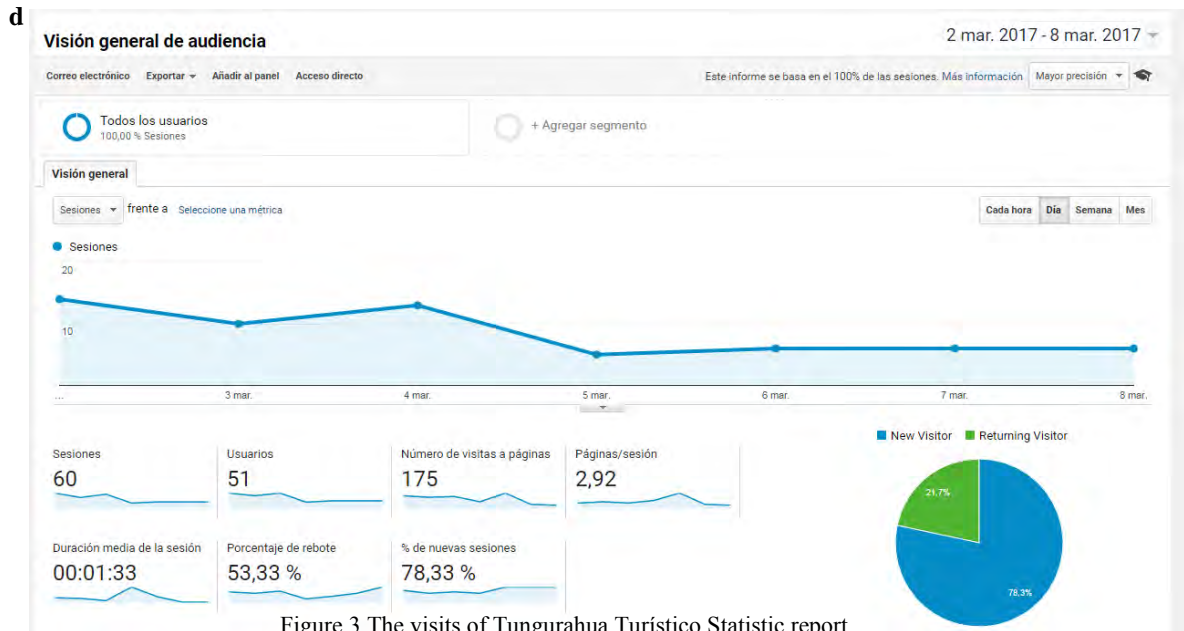 d
Visión general de audiencia
2 mar. 2017 - 8 mar. 2017
Correo electrónico Exportar Añadir al panel Acceso directo
Este informe se basa en el 100% de las sesiones. Más información Mayor precisión
Todos los usuarios
100,00 % Sesiones
+ Agregar segmento
Visión general
Sesiones frente a Seleccione una métrica
Cada hora Día Semana Mes
Sesiones
20
10
... 3 mar. 4 mar. 5 mar. 6 mar. 7 mar. 8 mar.
New Visitor Returning Visitor
Sesiones
60
Usuarios
51
Número de visitas a páginas
175
Páginas/sesión
2,92
Duración media de la sesión
00:01:33
Porcentaje de rebote
53,33 %
% de nuevas sesiones
78,33 %
21,7%
78,3%
Figure 3 The visits of Tungurahua Turístico Statistic report